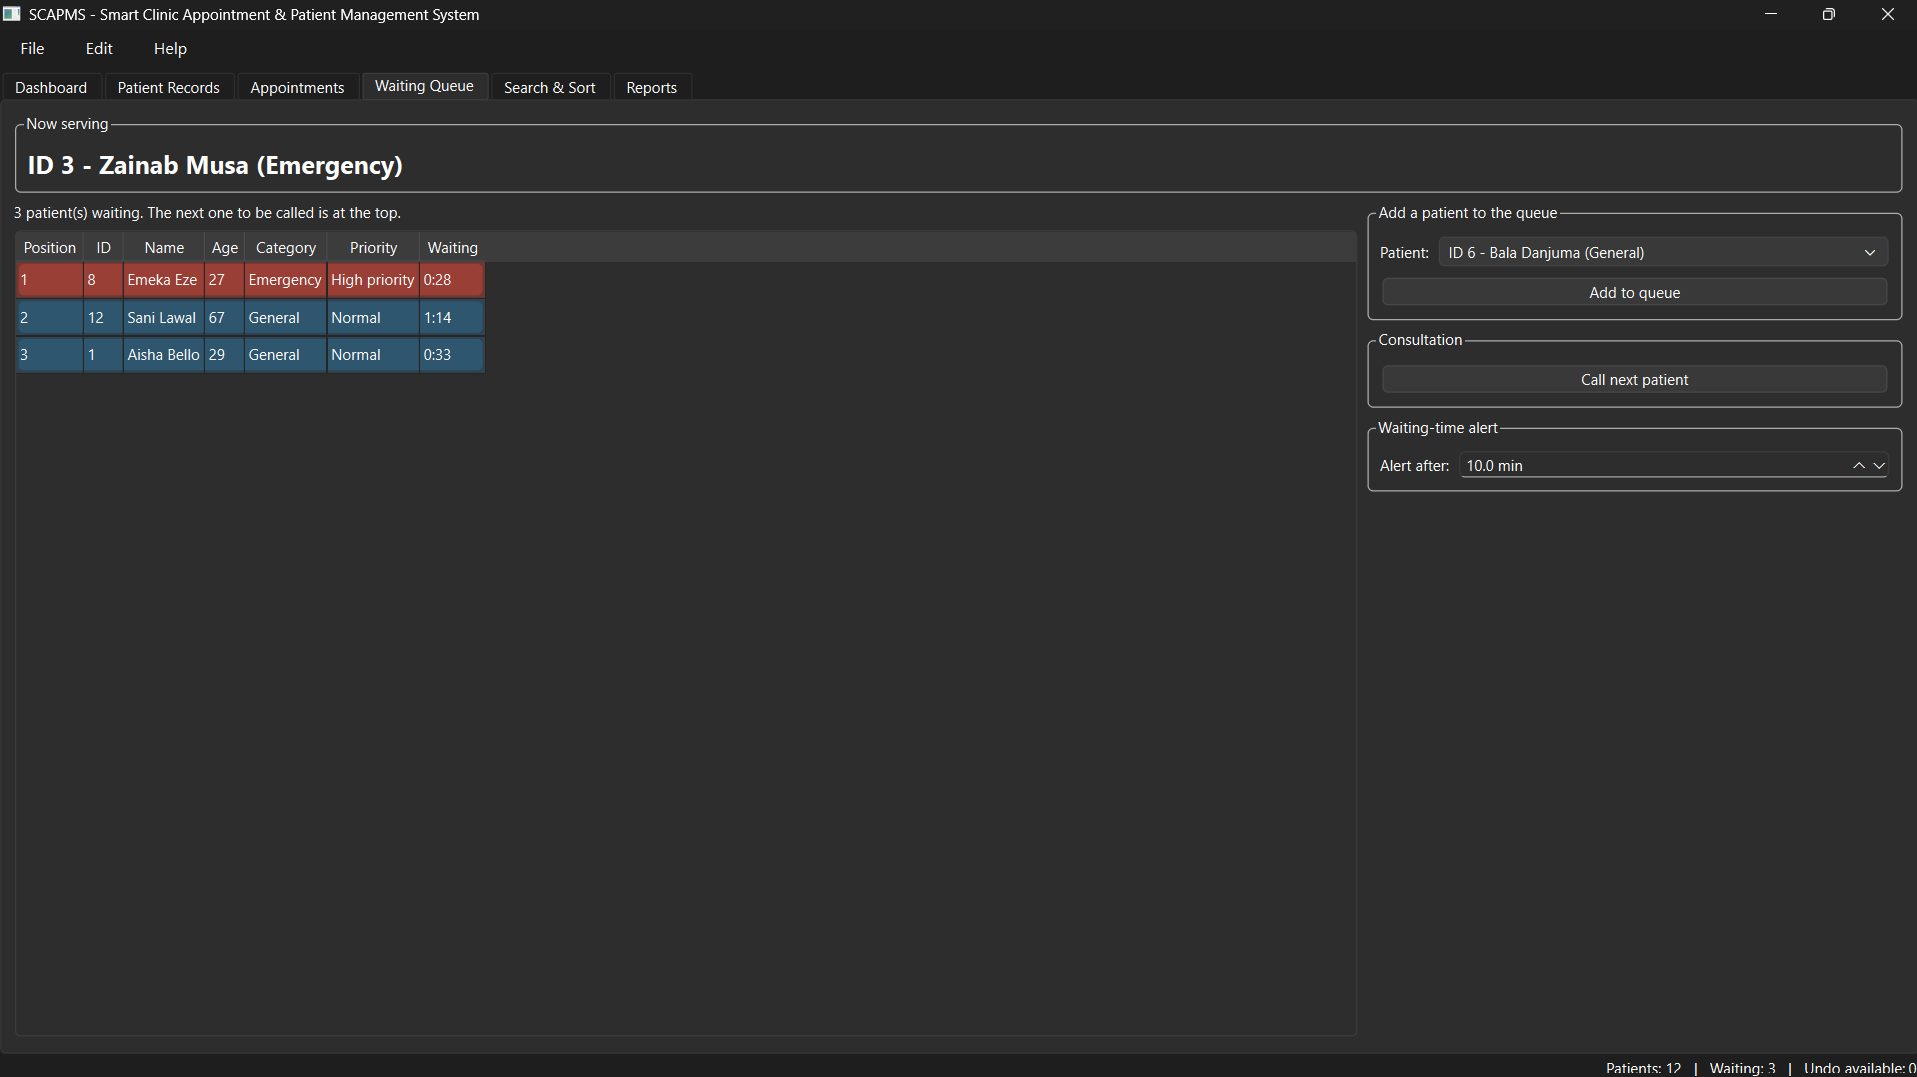 SCAPMS - Smart Clinic Appointment & Patient Management System
File Edit Help
Dashboard Patient Records Appointments Waiting Queue Search & Sort Reports
Now serving
ID 3 - Zainab Musa (Emergency)
3 patient(s) waiting. The next one to be called is at the top.
Position ID Name Age Category Priority Waiting
1 8 Emeka Eze 27 Emergency High priority 0:28
2 12 Sani Lawal 67 General Normal 1:14
3 1 Aisha Bello 29 General Normal 0:33
Add a patient to the queue
Patient: ID 6 - Bala Danjuma (General)
Add to queue
Consultation
Call next patient
Waiting-time alert
Alert after: 10.0 min
Patients: 12 | Waiting: 3 | Undo available: 0